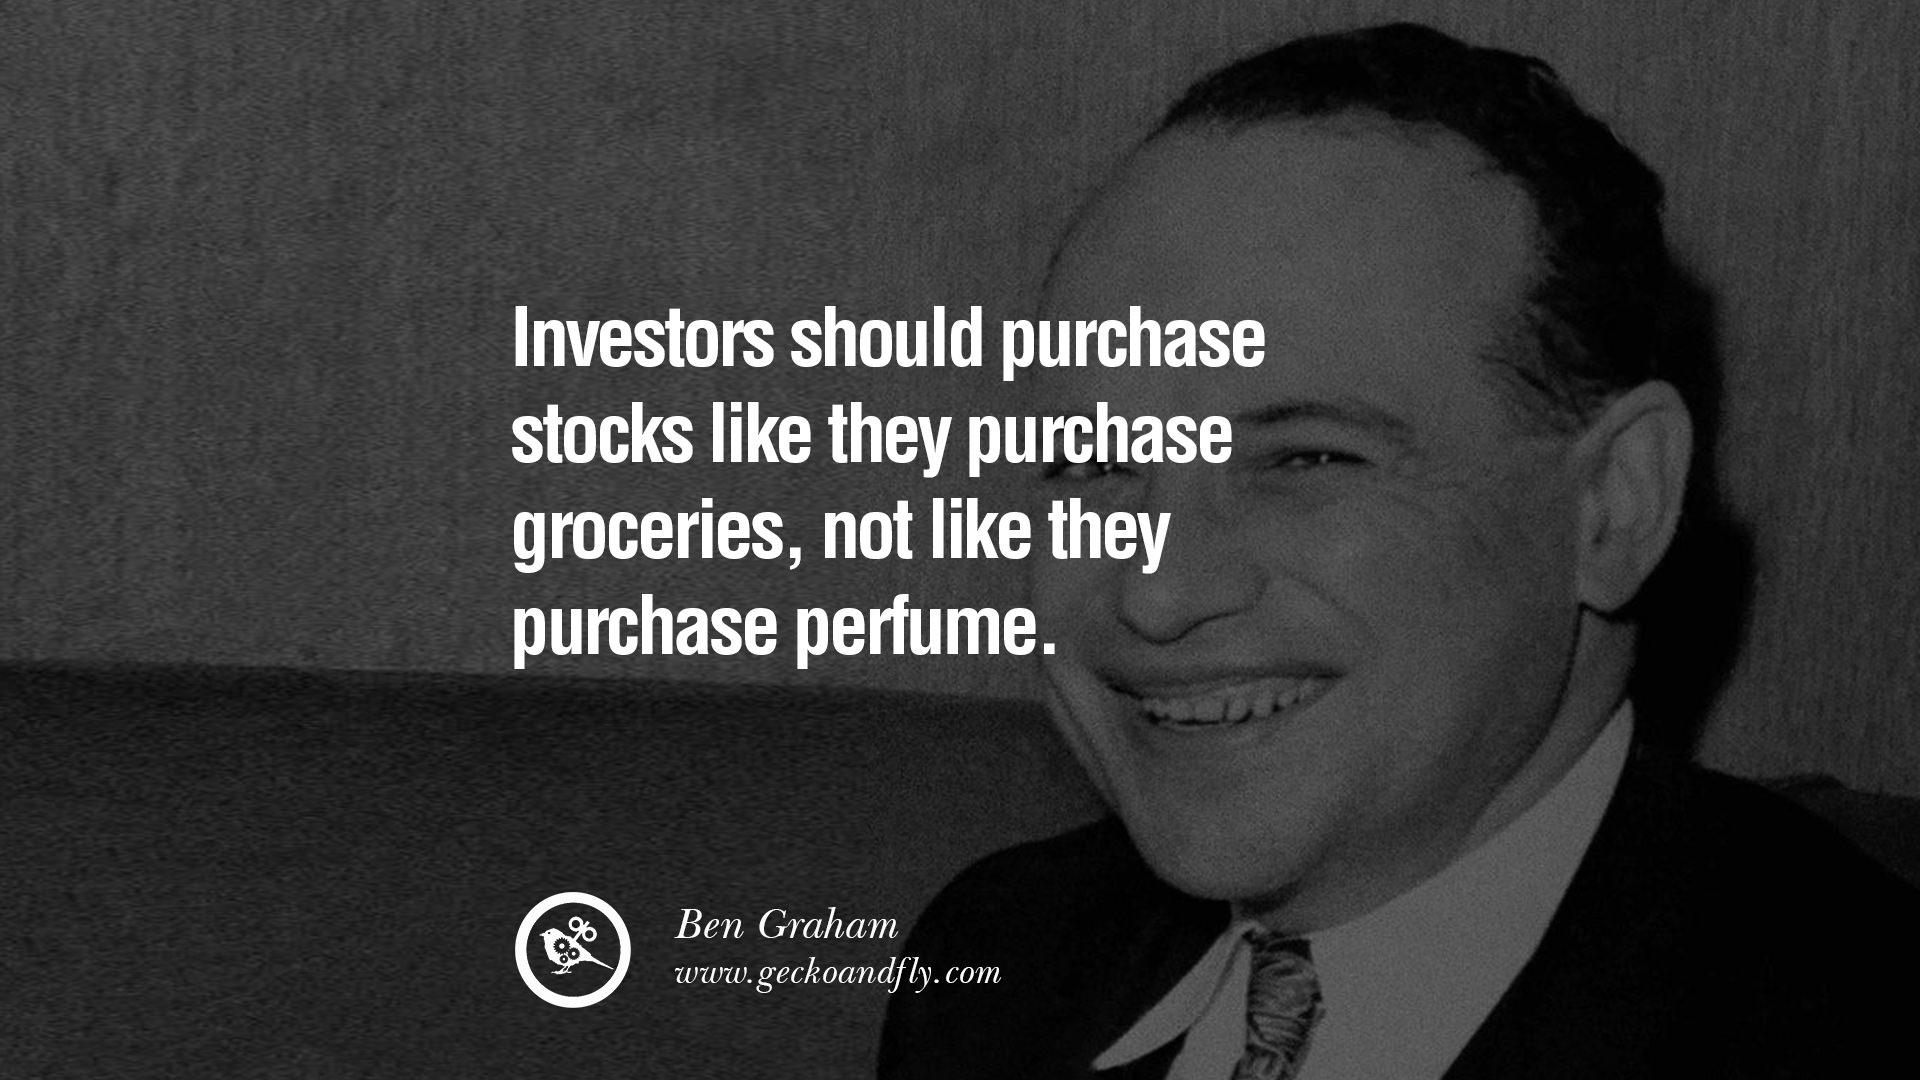 Investors should purchase
stocks like they purchase
groceries, not like they
purchase perfume.
Ben Graham
www.geckoandfly.com